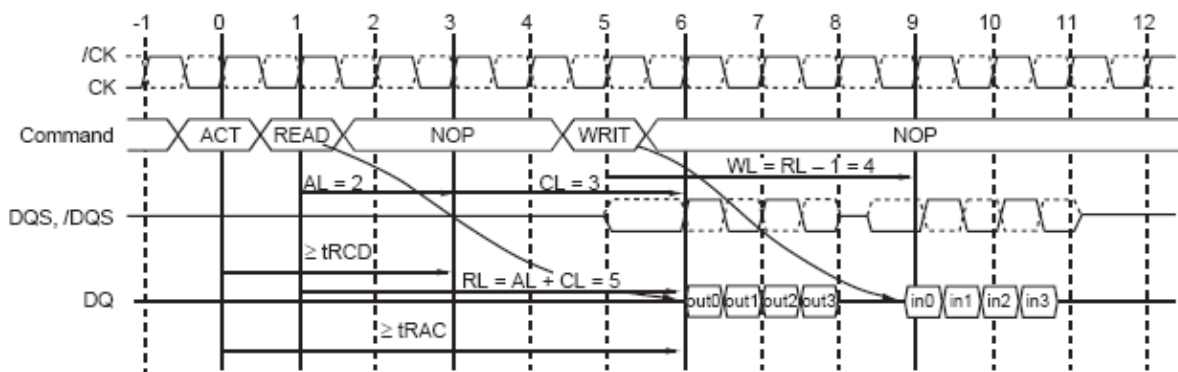 -1 0 1 2 3 4 5 6 7 8 9 10 11 12
/CK
CK
Command ACT READ NOP WRIT NOP
WL = RL − 1 = 4
AL = 2 CL = 3
DQS, /DQS
≥ tRCD
RL = AL + CL = 5
DQ out0 out1 out2 out3 in0 in1 in2 in3
≥ tRAC